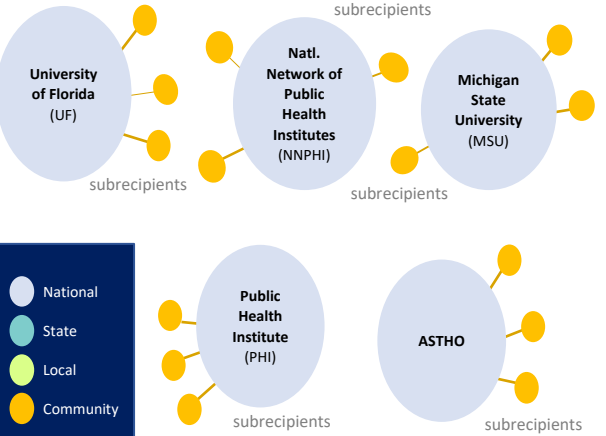 subrecipients
University
of Florida
(UF)
Natl.
Network of
Public
Health
Institutes
(NNPHI)
Michigan
State
University
(MSU)
subrecipients
subrecipients
National
State
Local
Community
Public
Health
Institute
(PHI)
ASTHO
subrecipients
subrecipients